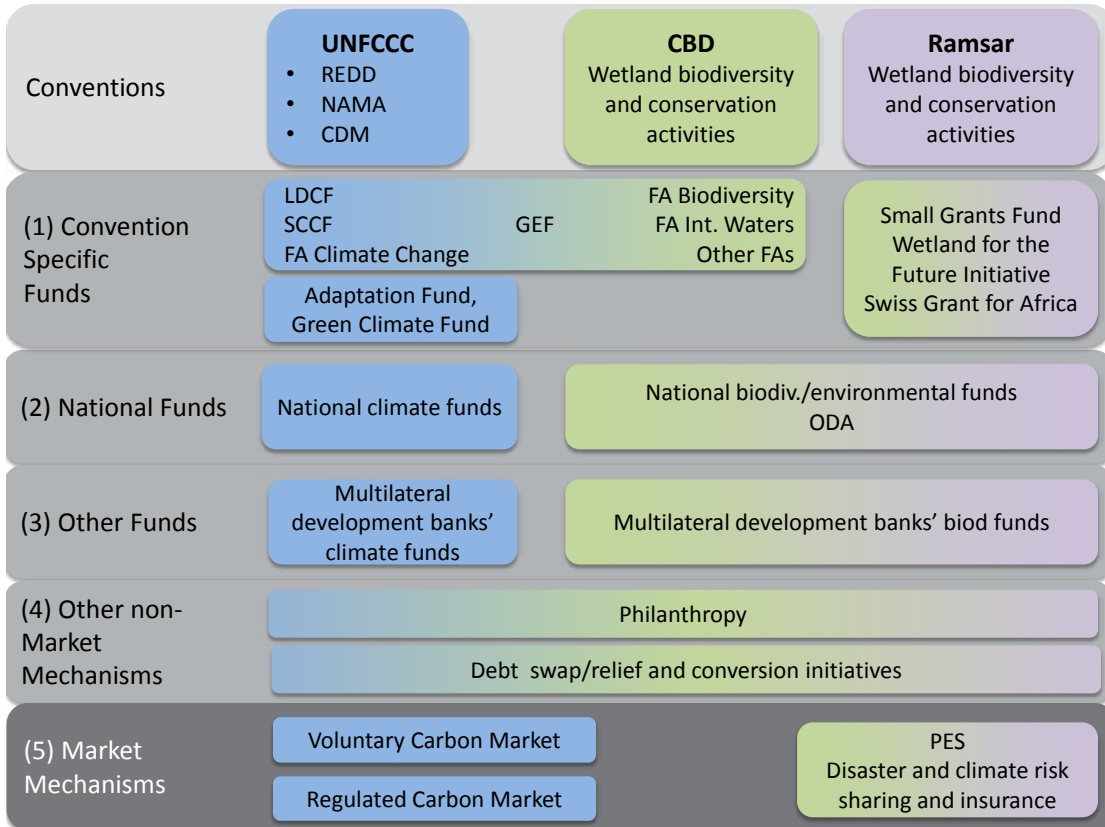 Conventions
UNFCCC
• REDD
• NAMA
• CDM
CBD
Wetland biodiversity
and conservation
activities
Ramsar
Wetland biodiversity
and conservation
activities
(1) Convention
Specific
Funds
LDCF
SCCF
FA Climate Change
GEF
FA Biodiversity
FA Int. Waters
Other FAs
Adaptation Fund,
Green Climate Fund
Small Grants Fund
Wetland for the
Future Initiative
Swiss Grant for Africa
(2) National Funds
National climate funds
National biodiv./environmental funds
ODA
(3) Other Funds
Multilateral
development banks’
climate funds
Multilateral development banks’ biod funds
(4) Other non-
Market
Mechanisms
Philanthropy
Debt swap/relief and conversion initiatives
(5) Market
Mechanisms
Voluntary Carbon Market
Regulated Carbon Market
PES
Disaster and climate risk
sharing and insurance